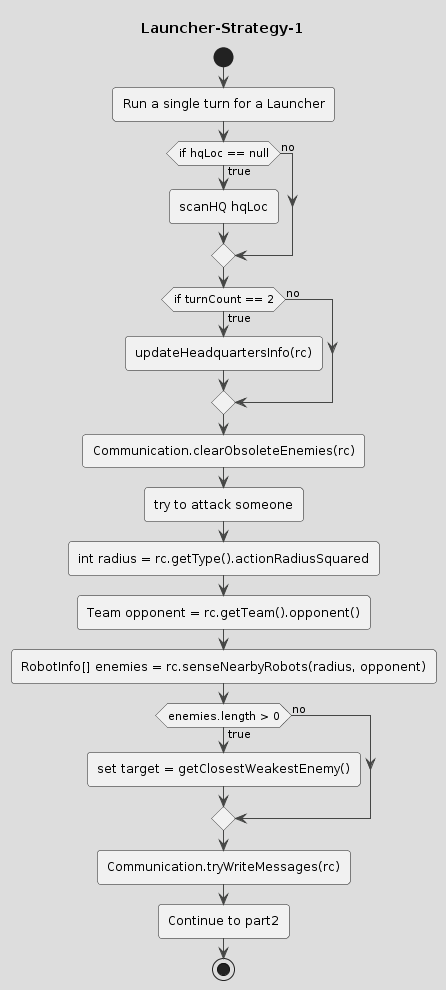 Launcher-Strategy-1
Run a single turn for a Launcher
if hqLoc == null
no
true
scanHQ hqLoc
if turnCount == 2
no
true
updateHeadquartersInfo(rc)
Communication.clearObsoleteEnemies(rc)
try to attack someone
int radius = rc.getType().actionRadiusSquared
Team opponent = rc.getTeam().opponent()
RobotInfo[] enemies = rc.senseNearbyRobots(radius, opponent)
enemies.length > 0
no
true
set target = getClosestWeakestEnemy()
Communication.tryWriteMessages(rc)
Continue to part2